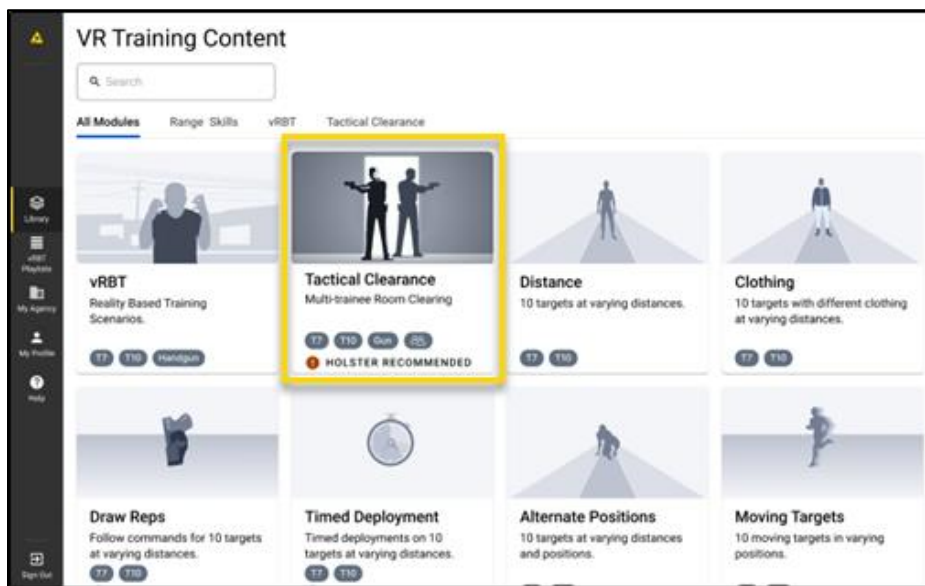 VR Training Content
Search
All Modules Range Skills vRBT Tactical Clearance
Library
vRBT
Playlists
My Agency
My Profile
Help
Sign Out
vRBT
Reality Based Training
Scenarios.
T7 T10 Handgun
Tactical Clearance
Multi-trainee Room Clearing
T7 T10 Gun
! HOLSTER RECOMMENDED
Distance
10 targets at varying distances.
T7 T10
Clothing
10 targets with different clothing
at varying distances.
T7 T10
Draw Reps
Follow commands for 10 targets
at varying distances.
T7 T10
Timed Deployment
Timed deployments on 10
targets at varying distances.
T7 T10
Alternate Positions
10 targets at varying distances
and positions.
Moving Targets
10 moving targets in varying
positions.